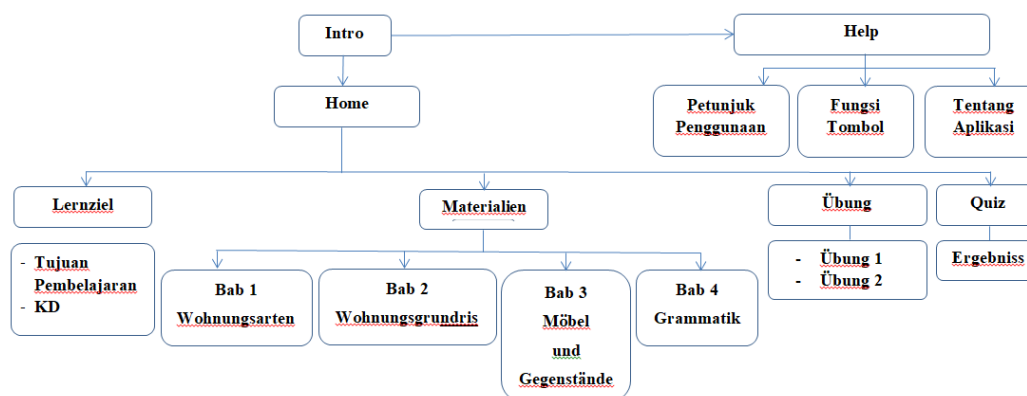 Intro
Help
Home
Petunjuk
Penggunaan
Fungsi
Tombol
Tentang
Aplikasi
Lernziel
Materialien
Übung
Quiz
- Tujuan
Pembelajaran
- KD
Bab 1
Wohnungsarten
Bab 2
Wohnungsgrundris
Bab 3
Möbel
und
Gegenstände
Bab 4
Grammatik
- Übung 1
- Übung 2
Ergebniss